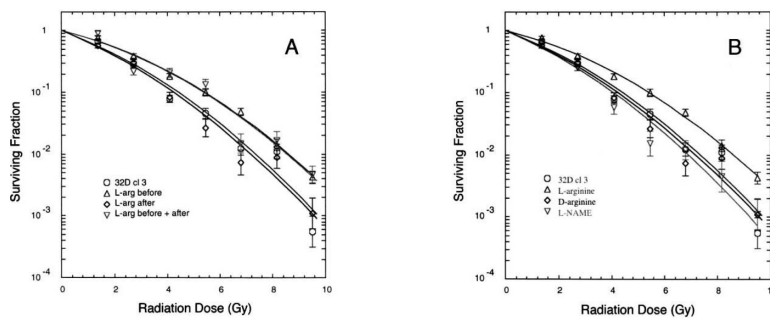 A
1
10-1
10-2
10-3
10-4
Surviving Fraction
32D cl 3
L-arg before
L-arg after
L-arg before + after
0 2 4 6 8 10
Radiation Dose (Gy)
B
1
10-1
10-2
10-3
10-4
Surviving Fraction
32D cl 3
L-arginine
D-arginine
L-NAME
0 2 4 6 8 1
Radiation Dose (Gy)